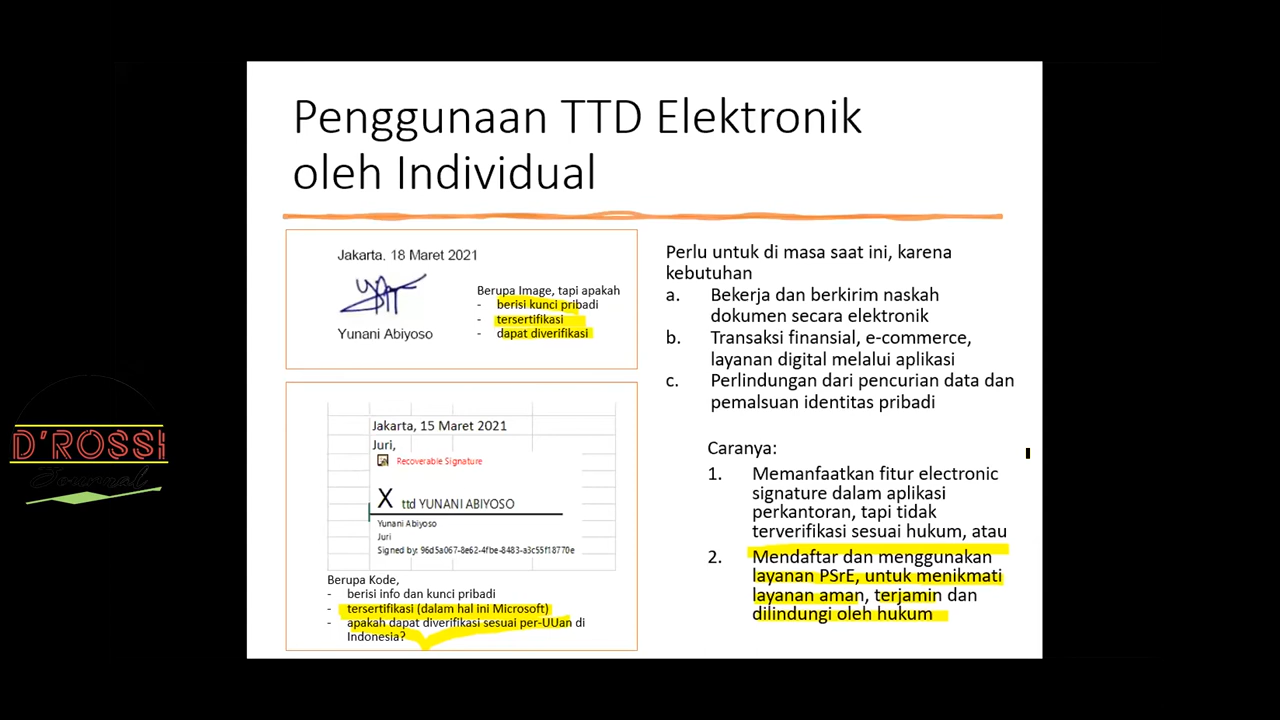 Penggunaan TTD Elektronik
oleh Individual
Jakarta. 18 Maret 2021
Yunani Abiyoso
Berupa Image, tapi apakah
- berisi kunci pribadi
- tersertifikasi
- dapat diverifikasi
Jakarta, 15 Maret 2021
Juri,
Recoverable Signature
X ttd YUNANI ABIYOSO
Yunani Abiyoso
Juri
Signed by: 96d5a067-8e62-4fbe-8483-a3c55f18770e
Berupa Kode,
- berisi info dan kunci pribadi
- tersertifikasi (dalam hal ini Microsoft)
- apakah dapat diverifikasi sesuai per-UUan di
Indonesia?
Perlu untuk di masa saat ini, karena
kebutuhan
a. Bekerja dan berkirim naskah
dokumen secara elektronik
b. Transaksi finansial, e-commerce,
layanan digital melalui aplikasi
c. Perlindungan dari pencurian data dan
pemalsuan identitas pribadi
Caranya:
1. Memanfaatkan fitur electronic
signature dalam aplikasi
perkantoran, tapi tidak
terverifikasi sesuai hukum, atau
2. Mendaftar dan menggunakan
layanan PSrE, untuk menikmati
layanan aman, terjamin dan
dilindungi oleh hukum
D'ROSSI
Journal